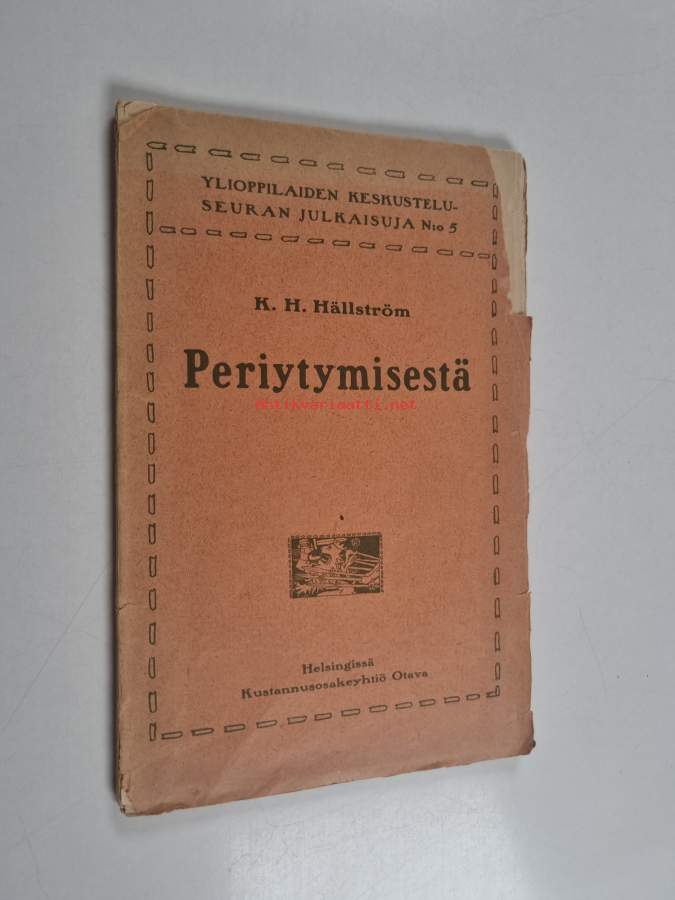 YLIOPPILAIDEN KESKUSTELU-
SEURAN JULKAISUJA N:o 5
K. H. Hällström
Periytymisestä
antikvariaatti.net
Helsingissä
Kustannusosakeyhtiö Otava